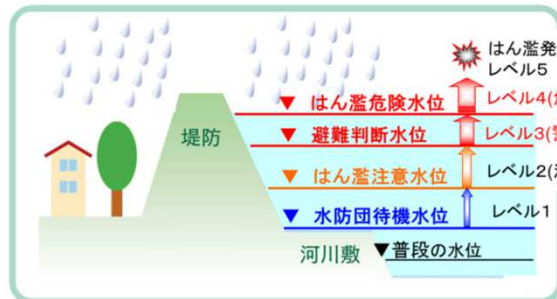 はん濫発
レベル5
▼ はん濫危険水位
レベル4(
▼ 避難判断水位
レベル3(
堤防
▼ はん濫注意水位
レベル2(
▼ 水防団待機水位
レベル1
河川敷
▼普段の水位